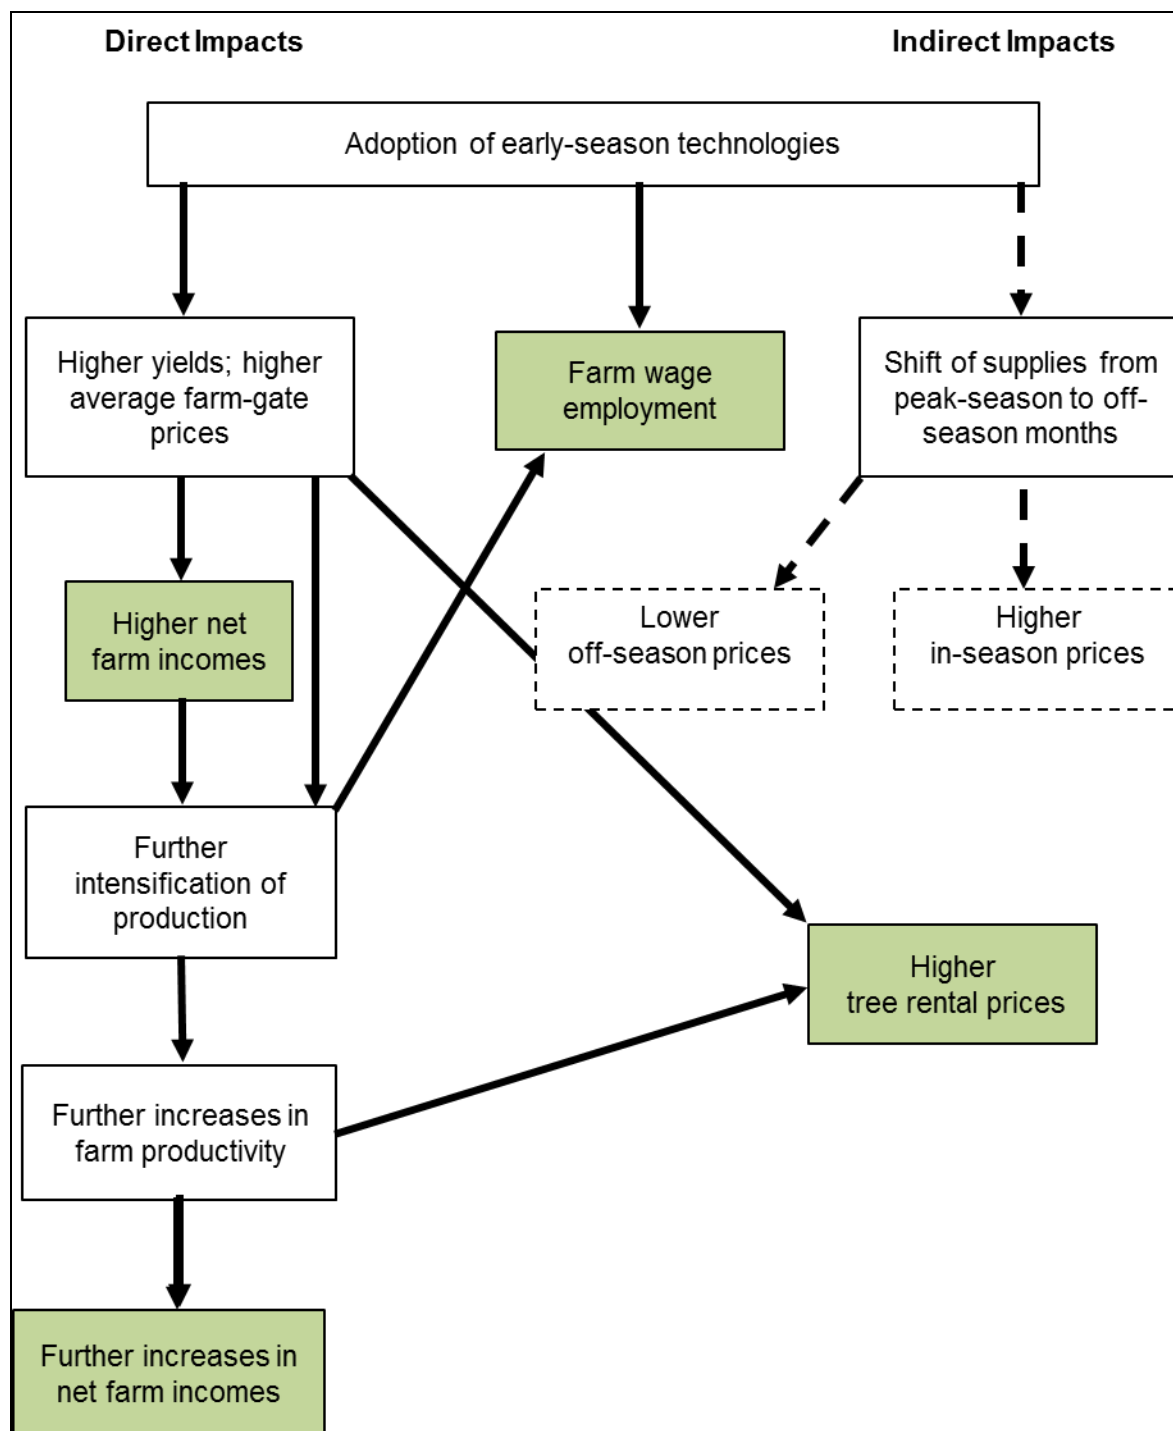 Direct Impacts
Indirect Impacts
Adoption of early-season technologies
Higher yields; higher
average farm-gate
prices
Farm wage
employment
Shift of supplies from
peak-season to off-
season months
Higher net
farm incomes
Lower
off-season prices
Higher
in-season prices
Further
intensification of
production
Higher
tree rental prices
Further increases in
farm productivity
Further increases in
net farm incomes